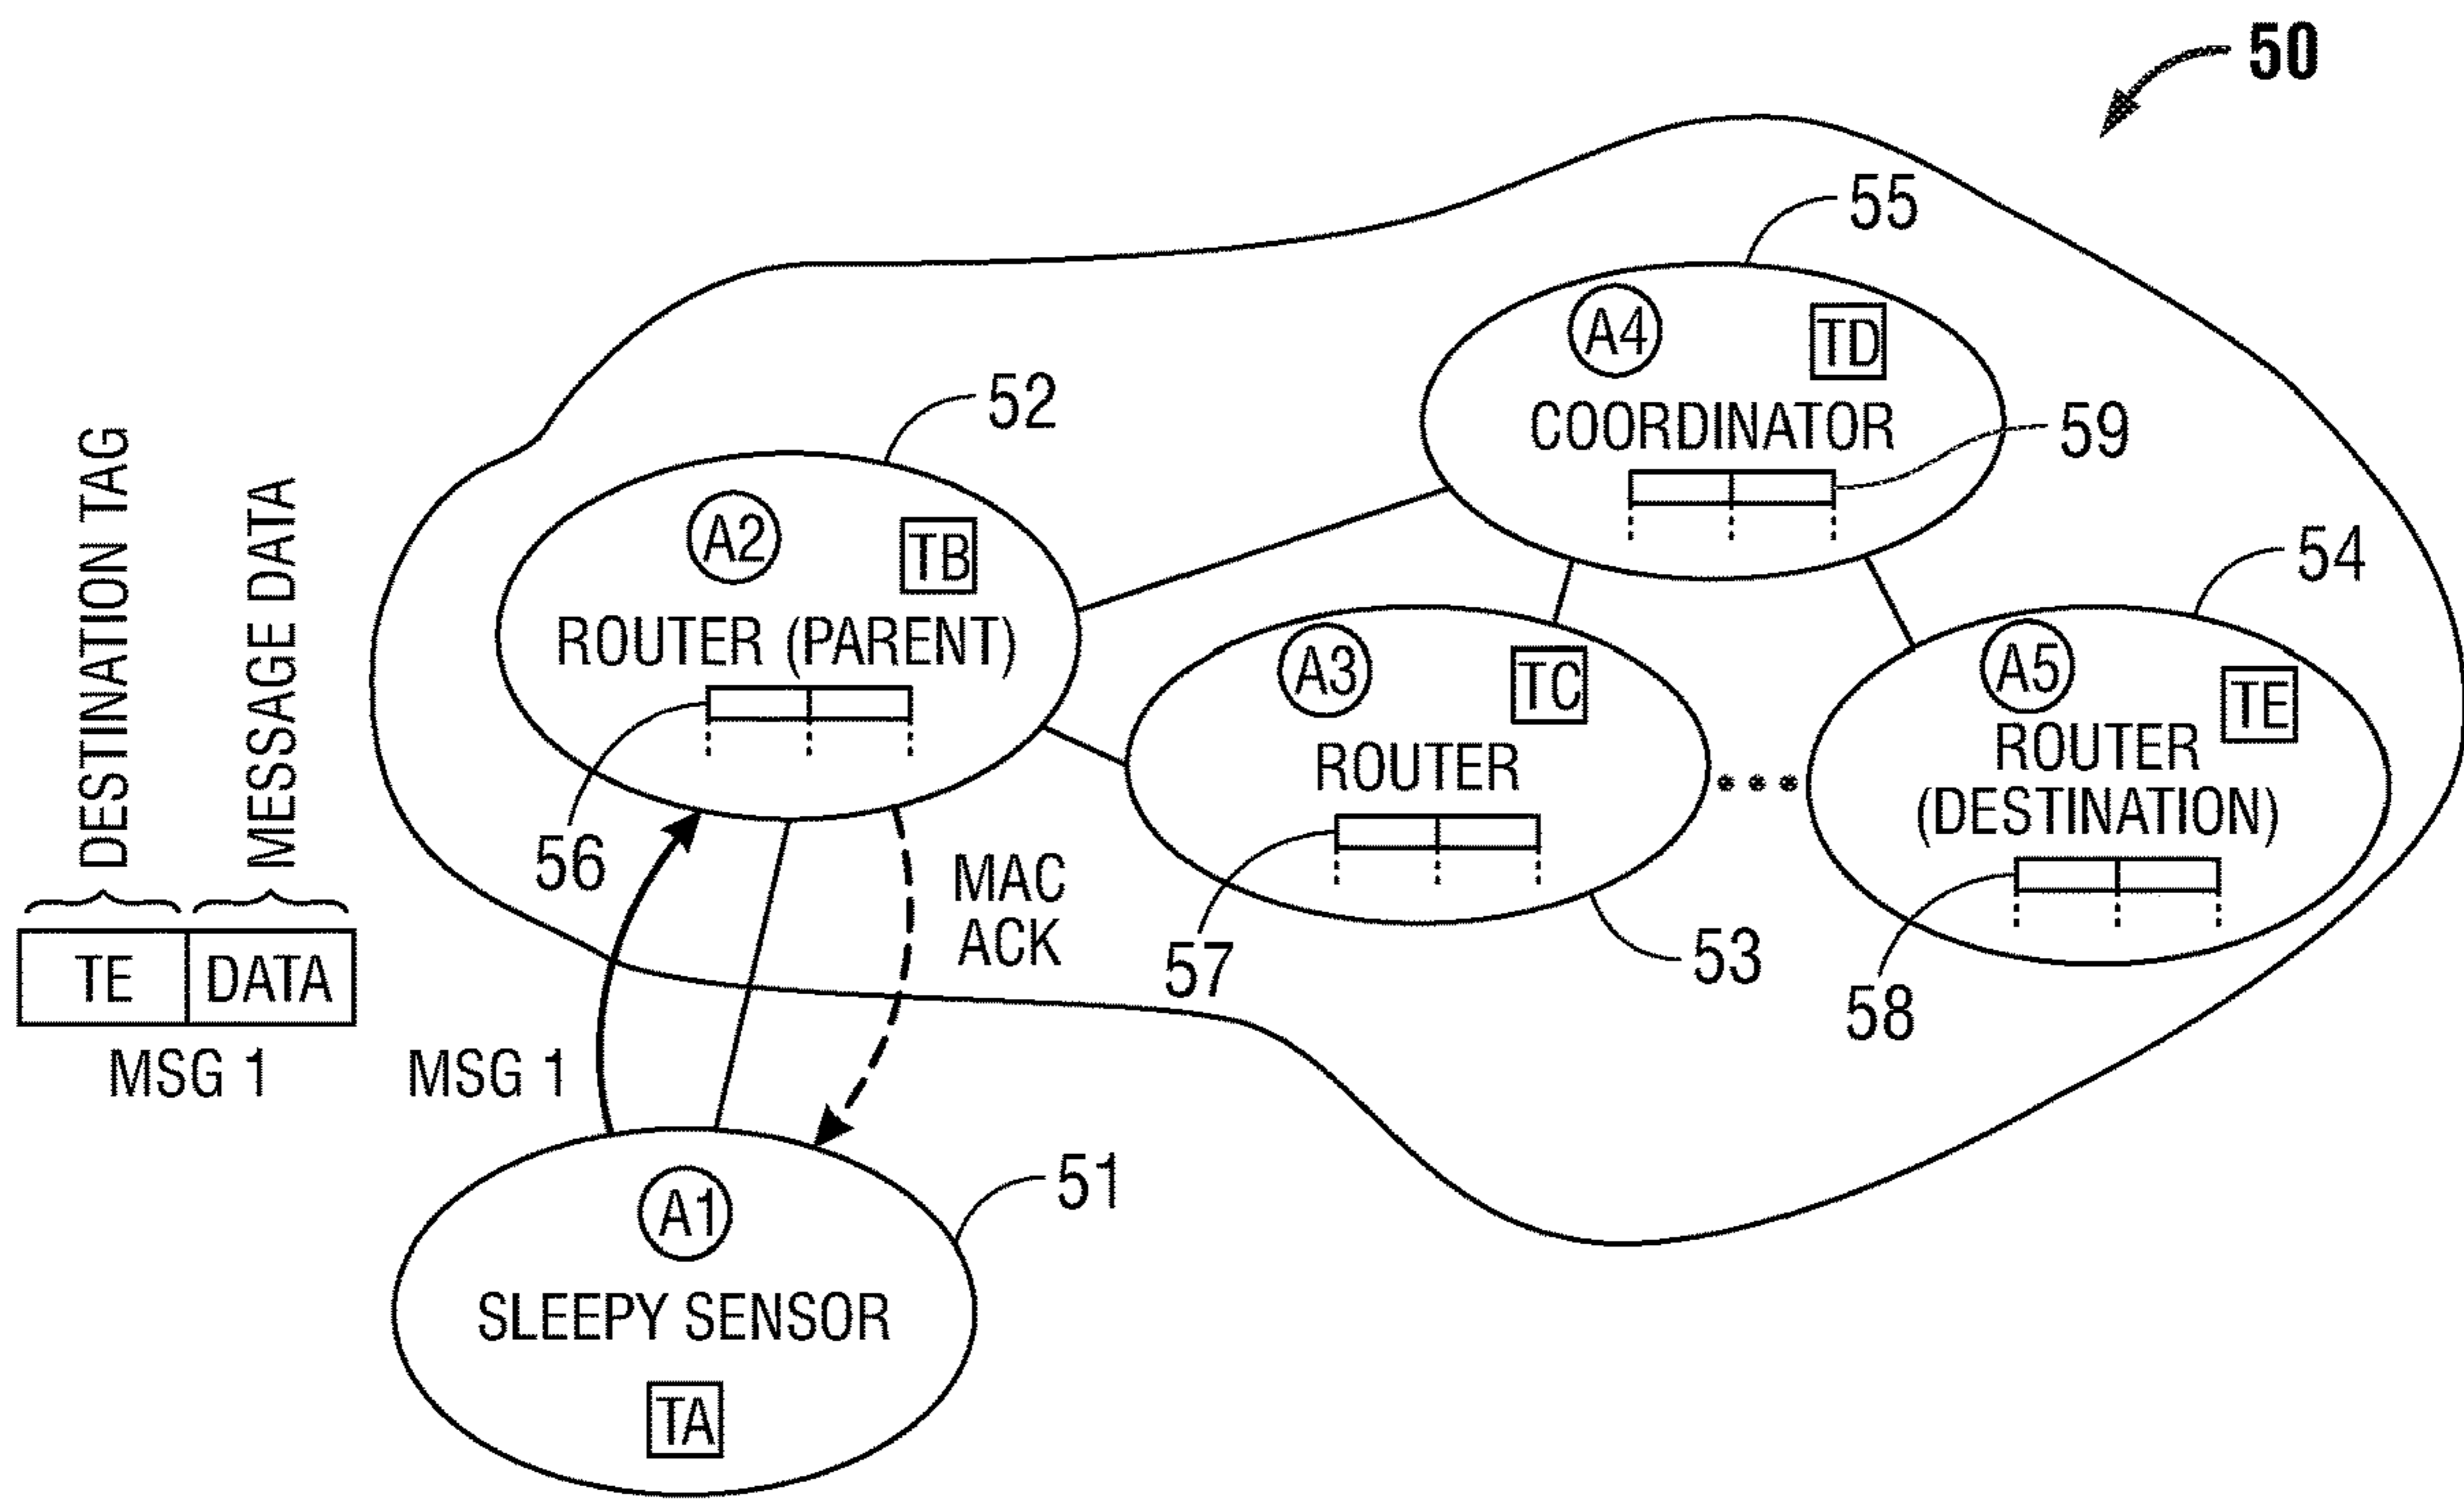 50
55
A4
TD
COORDINATOR
59
52
A2
TB
ROUTER (PARENT)
56
54
A3
TC
ROUTER
57
53
A5
TE
ROUTER
(DESTINATION)
58
DESTINATION TAG
MESSAGE DATA
TE DATA
MSG 1
MSG 1
MAC
ACK
51
A1
SLEEPY SENSOR
TA